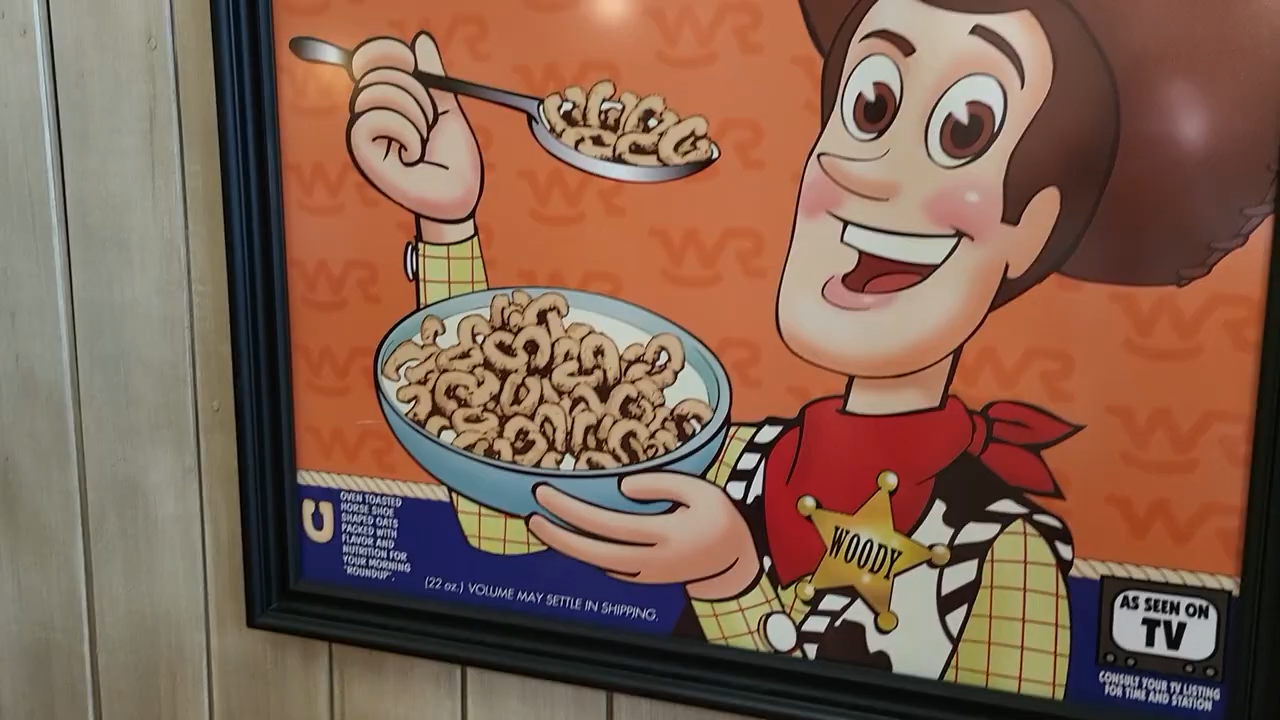 OVEN TOASTED
HORSE SHOE
SHAPED OATS
PACKED WITH
FLAVOR AND
NUTRITION FOR
YOUR MORNING
"ROUNDUP".
(22 oz.) VOLUME MAY SETTLE IN SHIPPING.
WOODY
AS SEEN ON
TV
CONSULT YOUR TV LISTING
FOR TIME AND STATION